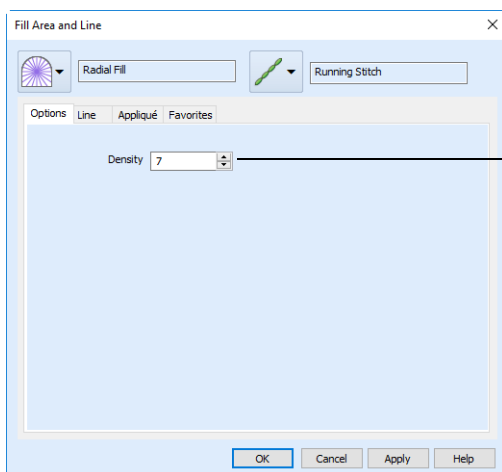 Fill Area and Line
Radial Fill
Running Stitch
Options Line Appliqué Favorites
Density 7
OK Cancel Apply Help